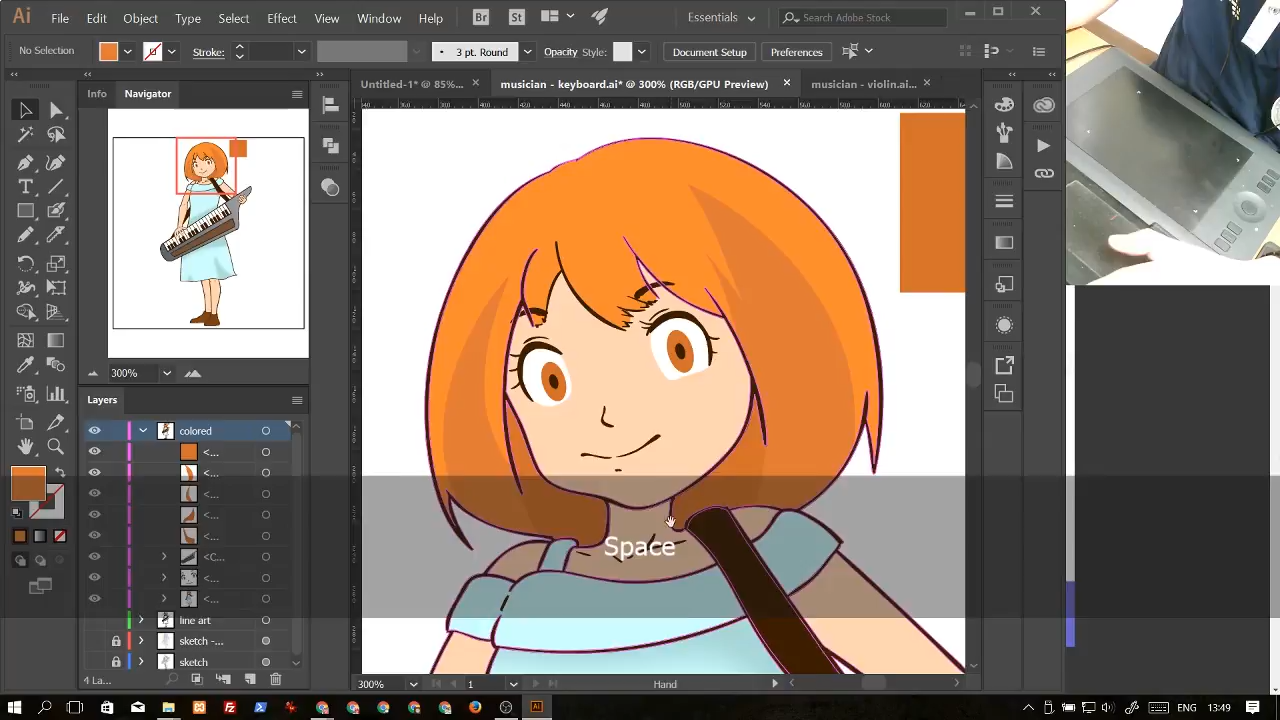 Ai File Edit Object Type Select Effect View Window Help Br St Essentials Search Adobe Stock
No Selection Stroke: 3 pt. Round Opacity Style: Document Setup Preferences
Info Navigator
Untitled-1* @ 85%... musician - keyboard.ai* @ 300% (RGB/GPU Preview) musician - violin.ai...
300%
Layers
colored
<...
<...
<...
<...
<...
<C...
<...
<...
line art
sketch -...
sketch
4 La...
Space
300% 1 Hand
ENG 13:49